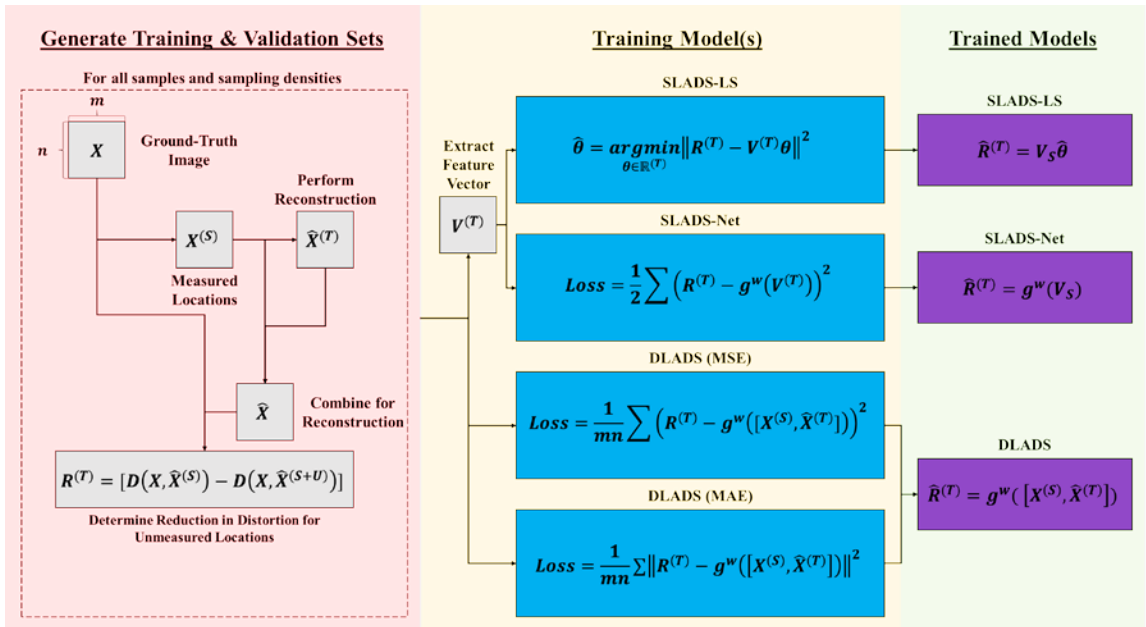 Generate Training & Validation Sets
For all samples and sampling densities
m
n
X
Ground-Truth
Image
Perform
Reconstruction
X^(S)
X̂^(T)
Measured
Locations
X̂
Combine for
Reconstruction
R^(T) = [D(X, X̂^(S)) − D(X, X̂^(S+U))]
Determine Reduction in Distortion for
Unmeasured Locations
Training Model(s)
Extract
Feature
Vector
V^(T)
SLADS-LS
θ̂ = argmin‖R^(T) − V^(T)θ‖²
θ∈ℝ^(T)
SLADS-Net
Loss = 1/2 ∑ (R^(T) − g^w(V^(T)))²
DLADS (MSE)
Loss = 1/mn ∑ (R^(T) − g^w([X^(S), X̂^(T)]))²
DLADS (MAE)
Loss = 1/mn ∑‖R^(T) − g^w([X^(S), X̂^(T)])‖²
Trained Models
SLADS-LS
R̂^(T) = V_S θ̂
SLADS-Net
R̂^(T) = g^w(V_S)
DLADS
R̂^(T) = g^w( [X^(S), X̂^(T)])